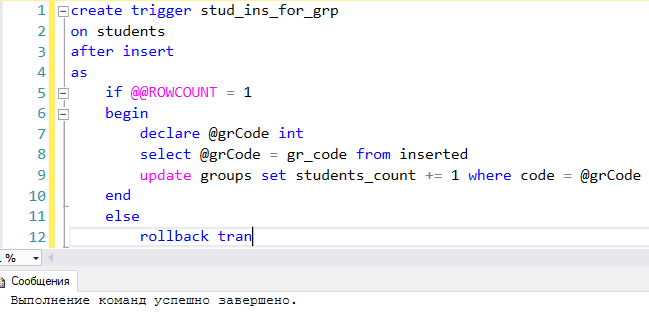 1 create trigger stud_ins_for_grp
2 on students
3 after insert
4 as
5 if @@ROWCOUNT = 1
6 begin
7 declare @grCode int
8 select @grCode = gr_code from inserted
9 update groups set students_count += 1 where code = @grCode
10 end
11 else
12 rollback tran
%
Сообщения
Выполнение команд успешно завершено.